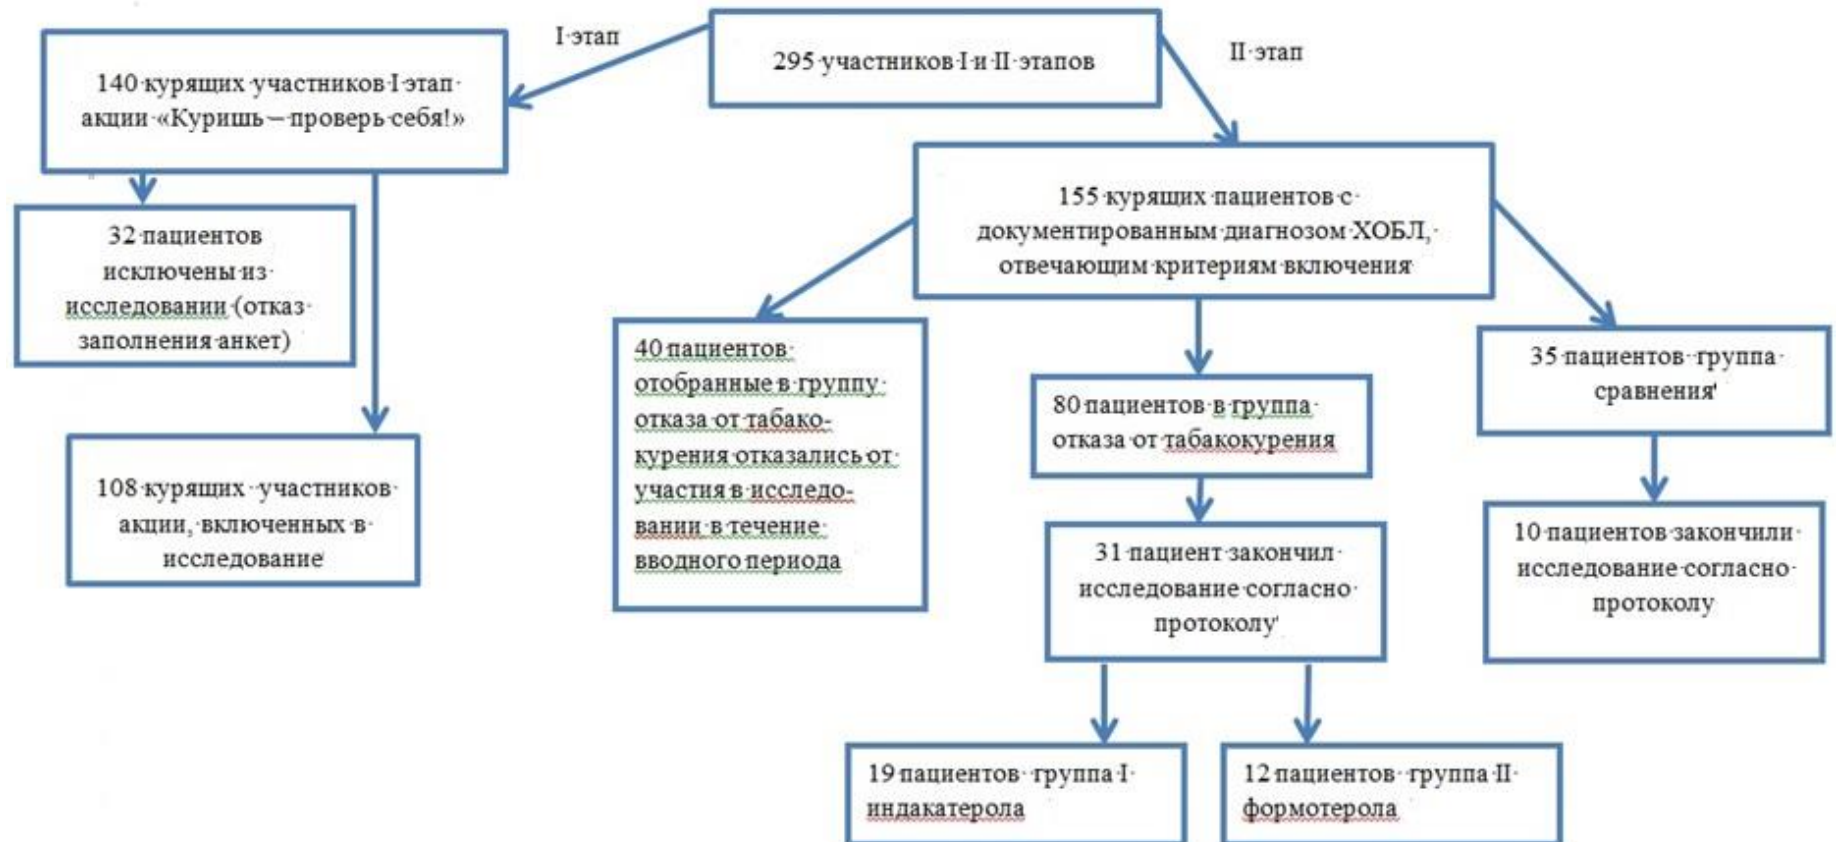 I этап
295 участников I и II этапов
II этап
140 курящих участников I этап
акции «Куришь – проверь себя!»
155 курящих пациентов с
документированным диагнозом ХОБЛ,
отвечающим критериям включения
32 пациентов
исключены из
исследовании (отказ
заполнения анкет)
40 пациентов
отобранные в группу
отказа от табако-
курения отказались от
участия в исследо-
вании в течение
вводного периода
80 пациентов в группа
отказа от табакокурения
35 пациентов группа
сравнения
108 курящих участников
акции, включенных в
исследование
31 пациент закончил
исследование согласно
протоколу
10 пациентов закончили
исследование согласно
протоколу
19 пациентов группа I
индакатерола
12 пациентов группа II
формотерола